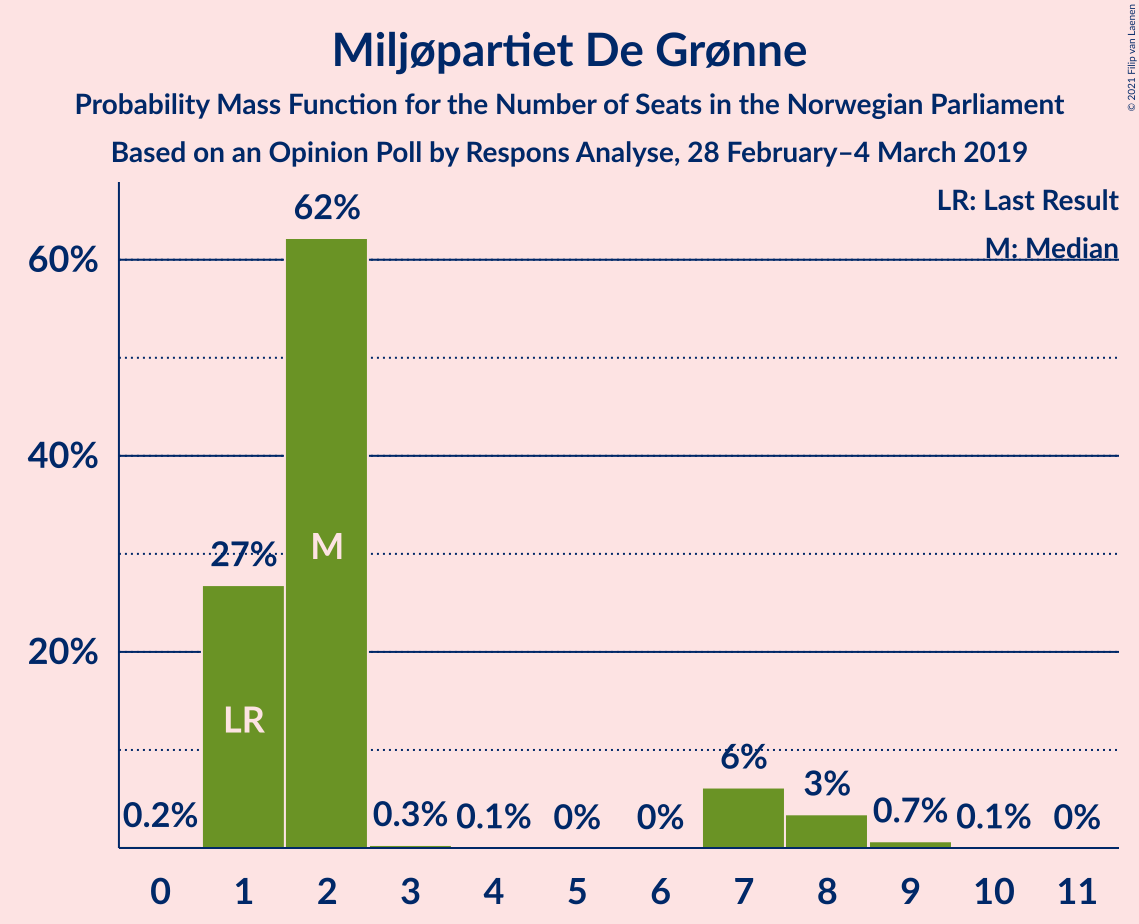 Miljøpartiet De Grønne
Probability Mass Function for the Number of Seats in the Norwegian Parliament
Based on an Opinion Poll by Respons Analyse, 28 February–4 March 2019
© 2021 Filip van Laenen
LR: Last Result
M: Median
60%
40%
20%
0.2%
27%
62%
0.3%
0.1%
0%
0%
6%
3%
0.7%
0.1%
0%
LR
M
0 1 2 3 4 5 6 7 8 9 10 11